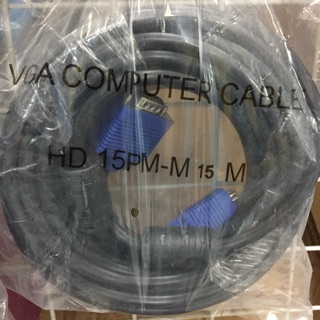 VGA COMPUTER CABLE
HD 15PM-M 15 M